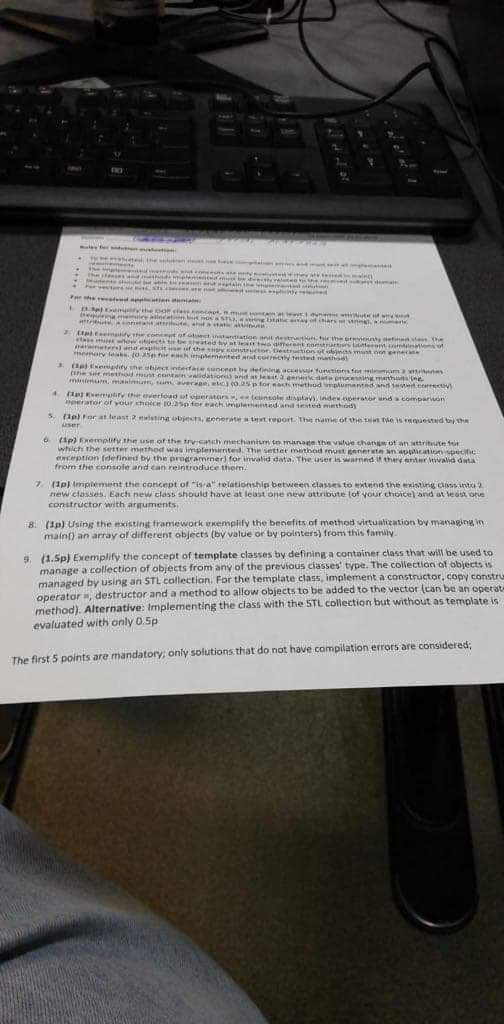 Rules for solution evaluation:
To be evaluated, the solution must not have compilation errors and must test all implemented
requirements
The implemented methods and concepts are only evaluated if they are tested in main()
The classes and methods implemented must be directly related to the received subject domain
Students should be able to reason and explain the implemented solution
For vectors or lists, STL classes are not allowed unless explicitly required
For the received application domain:
1. (1.5p) Exemplify the OOP class concept. It must contain at least 1 dynamic attribute of any kind
(requiring memory allocation but not a STL), a string (static array of chars or string), a numeric
attribute, a constant attribute, and a static attribute.
2. (1p) Exemplify the concept of object instantiation and destruction, for the previously defined class. The
class must allow objects to be created by at least two different constructors (different combinations of
parameters) and explicit use of the copy constructor. Destruction of objects must not generate
memory leaks. (0.25p for each implemented and correctly tested method)
3. (1p) Exemplify the object interface concept by defining accessor functions for minimum 2 attributes
(the set method must contain validations) and at least 2 generic data processing methods (eg,
minimum, maximum, sum, average, etc.) (0.25 p for each method implemented and tested correctly)
4. (1p) Exemplify the overload of operators =, << (console display), index operator and a comparison
operator of your choice (0.25p for each implemented and tested method)
5. (1p) For at least 2 existing objects, generate a text report. The name of the text file is requested by the
user.
6. (1p) Exemplify the use of the try-catch mechanism to manage the value change of an attribute for
which the setter method was implemented. The setter method must generate an application-specific
exception (defined by the programmer) for invalid data. The user is warned if they enter invalid data
from the console and can reintroduce them.
7. (1p) Implement the concept of "is-a" relationship between classes to extend the existing class into 2
new classes. Each new class should have at least one new attribute (of your choice) and at least one
constructor with arguments.
8. (1p) Using the existing framework exemplify the benefits of method virtualization by managing in
main() an array of different objects (by value or by pointers) from this family.
9. (1.5p) Exemplify the concept of template classes by defining a container class that will be used to
manage a collection of objects from any of the previous classes' type. The collection of objects is
managed by using an STL collection. For the template class, implement a constructor, copy constru
operator =, destructor and a method to allow objects to be added to the vector (can be an operat
method). Alternative: Implementing the class with the STL collection but without as template is
evaluated with only 0.5p
The first 5 points are mandatory; only solutions that do not have compilation errors are considered;